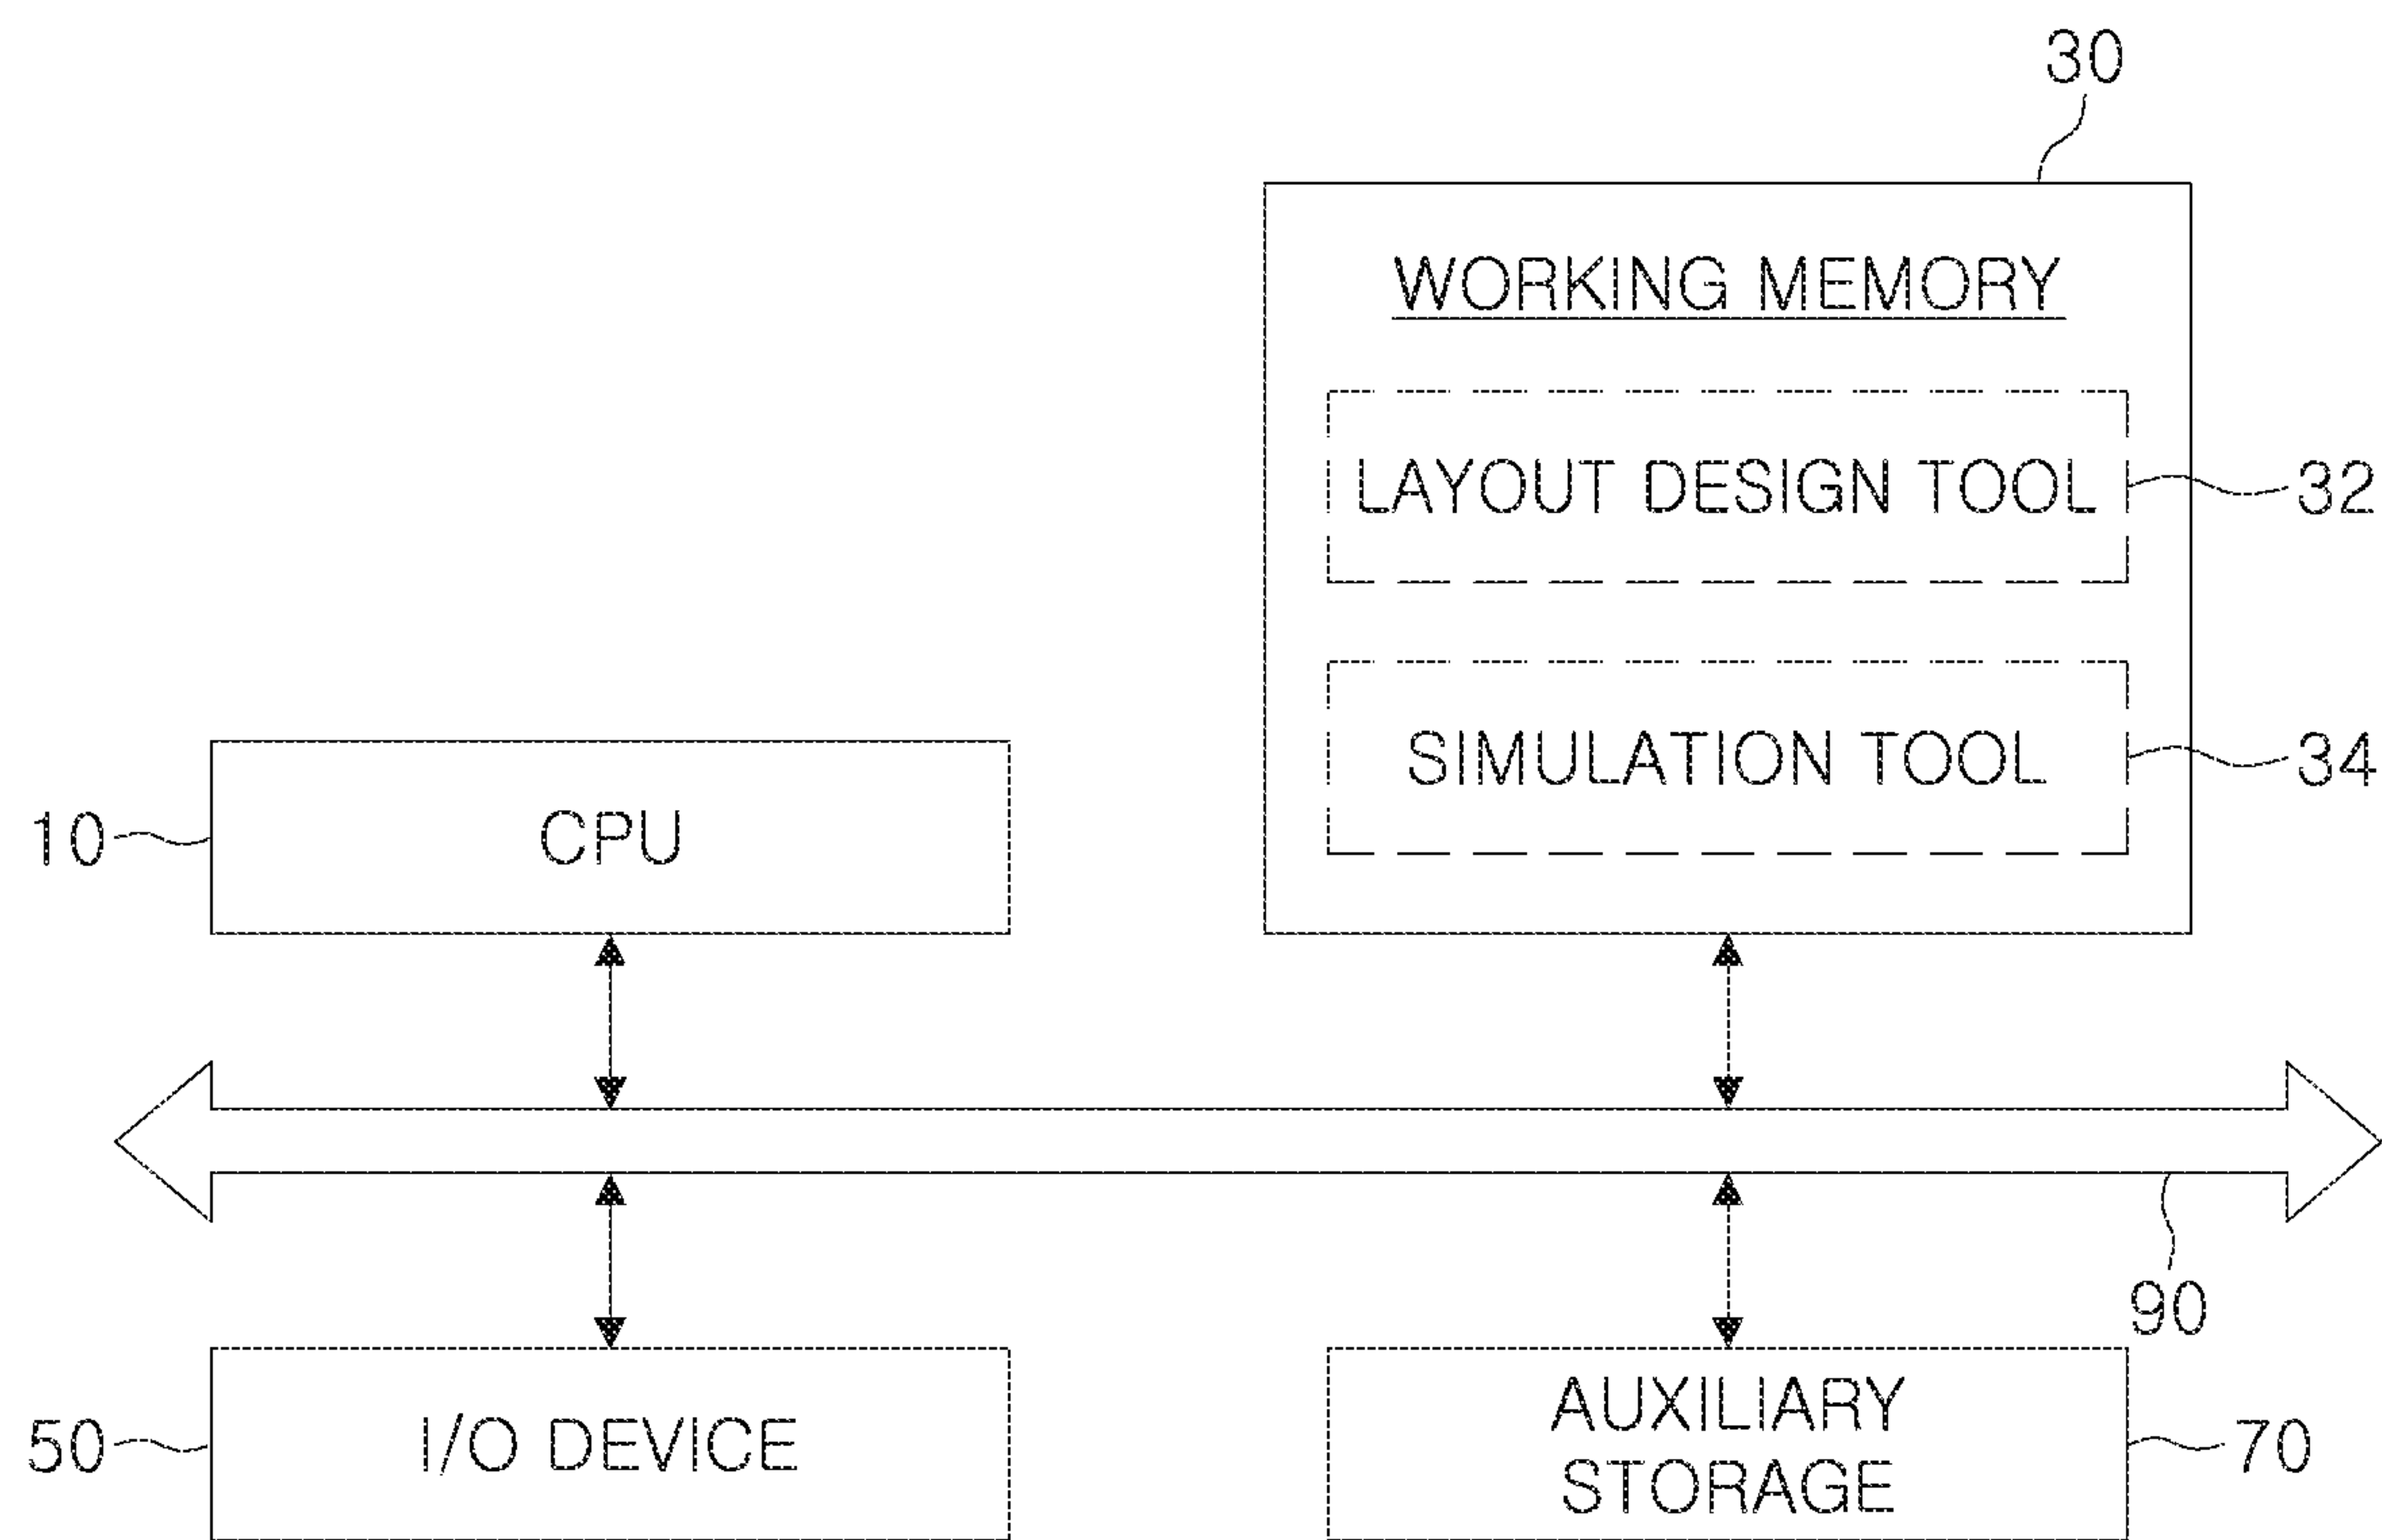 30
WORKING MEMORY
LAYOUT DESIGN TOOL
32
SIMULATION TOOL
34
10
CPU
90
50
I/O DEVICE
AUXILIARY
STORAGE
70